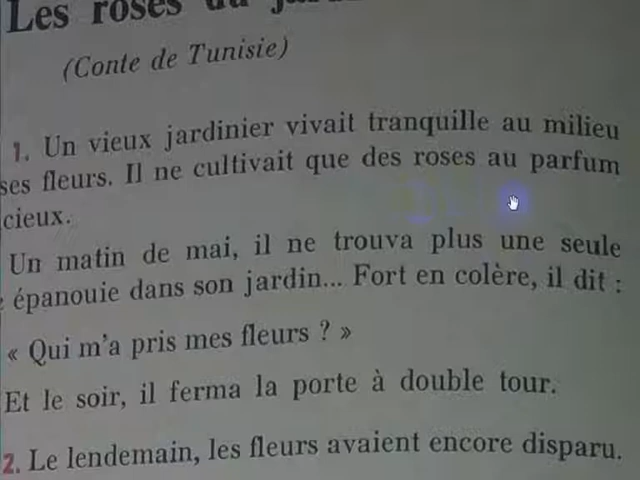 Les roses du
(Conte de Tunisie)
1. Un vieux jardinier vivait tranquille au milieu
ses fleurs. Il ne cultivait que des roses au parfum
cieux.
Un matin de mai, il ne trouva plus une seule
épanouie dans son jardin... Fort en colère, il dit :
« Qui m'a pris mes fleurs ? »
Et le soir, il ferma la porte à double tour.
2. Le lendemain, les fleurs avaient encore disparu.